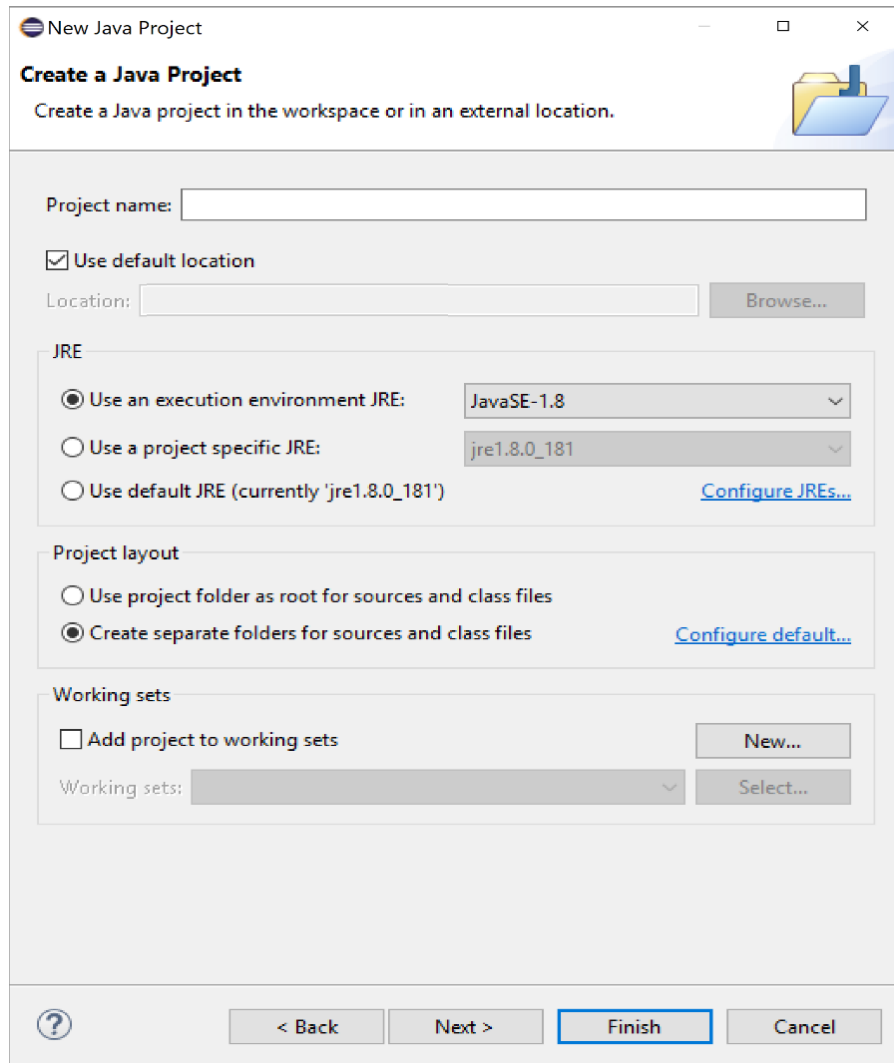 New Java Project
Create a Java Project
Create a Java project in the workspace or in an external location.
Project name:
Use default location
Location: Browse...
JRE
Use an execution environment JRE: JavaSE-1.8
Use a project specific JRE: jre1.8.0_181
Use default JRE (currently 'jre1.8.0_181') Configure JREs...
Project layout
Use project folder as root for sources and class files
Create separate folders for sources and class files Configure default...
Working sets
Add project to working sets New...
Working sets: Select...
? < Back Next > Finish Cancel